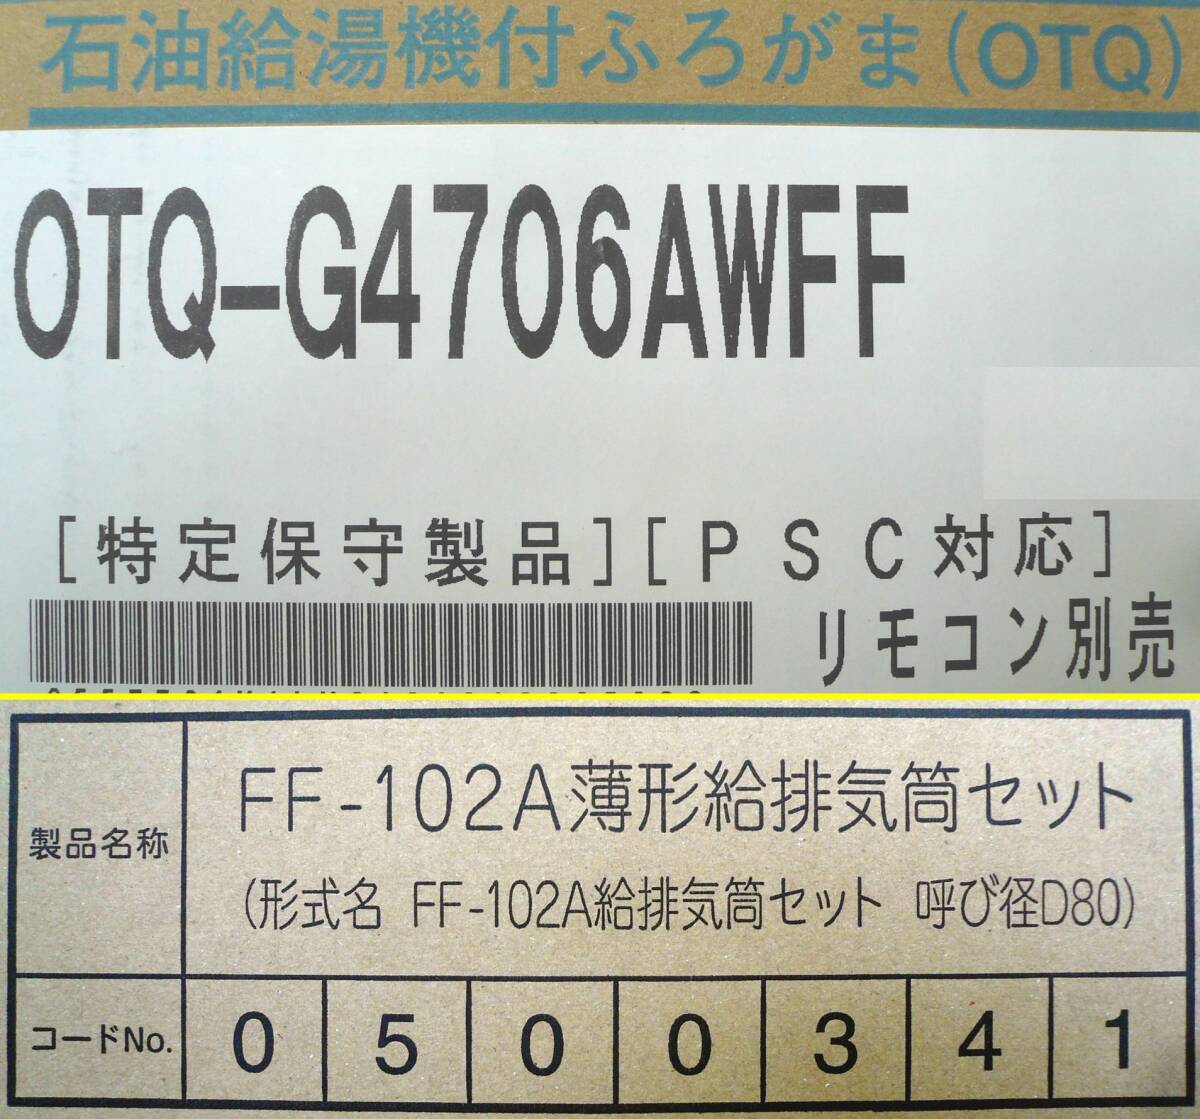 石油給湯機付ふろがま(OTQ)
OTQ-G4706AWFF
[特定保守製品][PSC対応]
リモコン別売
製品名称
FF-102A薄形給排気筒セット
(形式名 FF-102A給排気筒セット 呼び径D80)
コードNo. 0 5 0 0 3 4 1